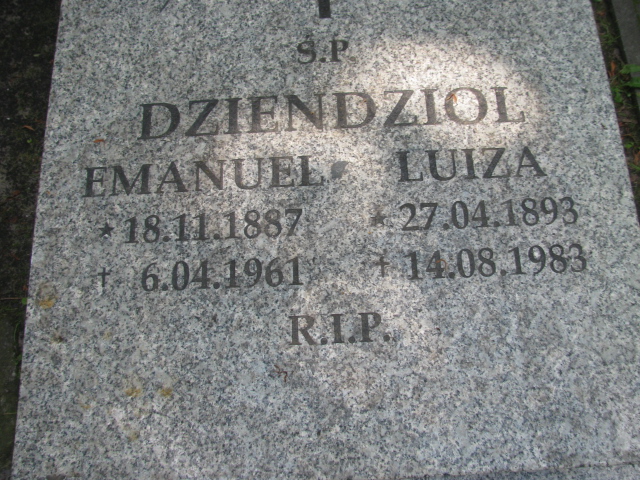 Ś.P.
DZIENDZIOL
EMANUEL LUIZA
* 18.11.1887 * 27.04.1893
† 6.04.1961 † 14.08.1983
R.I.P.